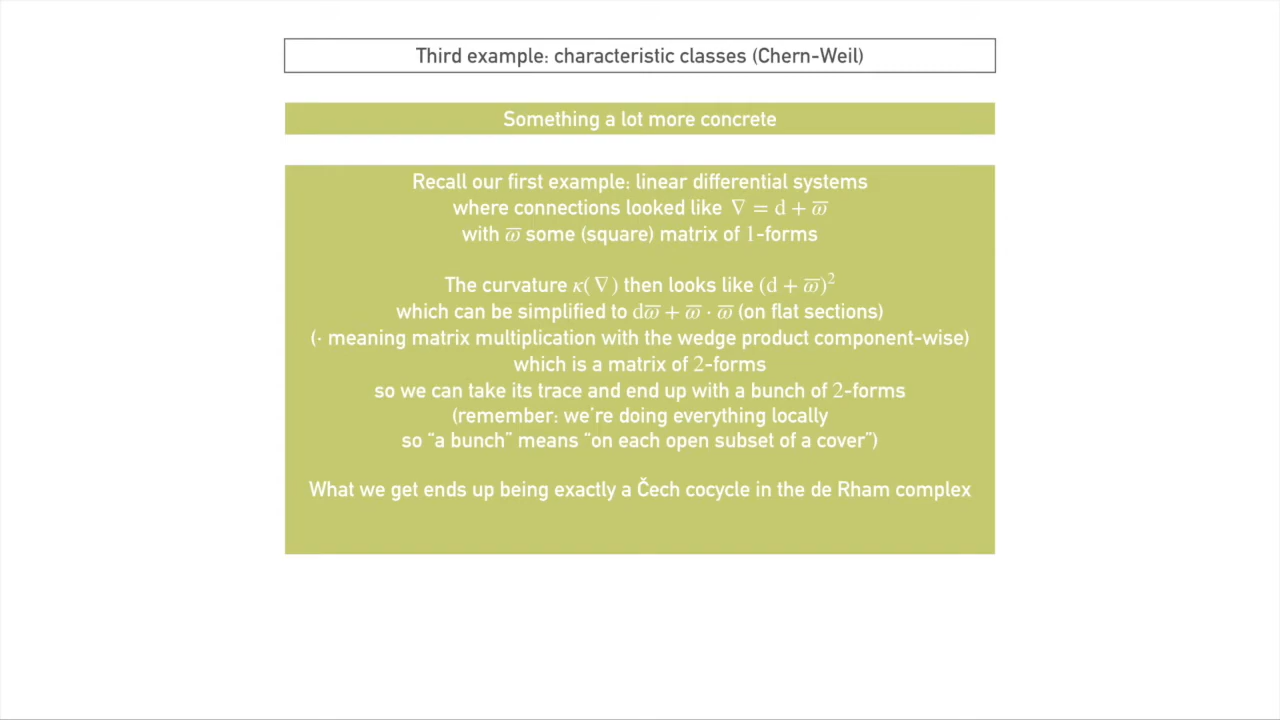 Third example: characteristic classes (Chern-Weil)
Something a lot more concrete
Recall our first example: linear differential systems
where connections looked like ∇ = d + ϖ̅
with ϖ̅ some (square) matrix of 1-forms
The curvature κ(∇) then looks like (d + ϖ̅)²
which can be simplified to dϖ̅ + ϖ̅ · ϖ̅ (on flat sections)
(· meaning matrix multiplication with the wedge product component-wise)
which is a matrix of 2-forms
so we can take its trace and end up with a bunch of 2-forms
(remember: we’re doing everything locally
so “a bunch” means “on each open subset of a cover”)
What we get ends up being exactly a Čech cocycle in the de Rham complex